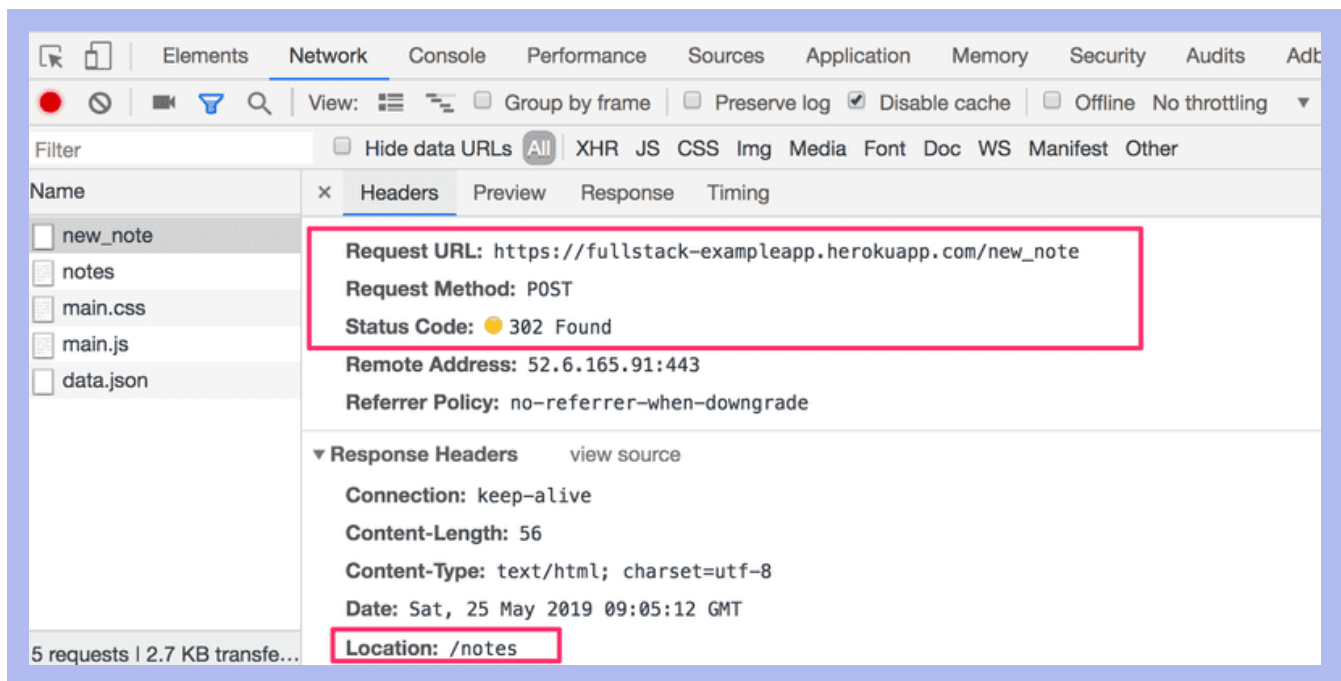 Elements Network Console Performance Sources Application Memory Security Audits
View: Group by frame Preserve log Disable cache Offline No throttling
Filter Hide data URLs All XHR JS CSS Img Media Font Doc WS Manifest Other
Name
× Headers Preview Response Timing
new_note
notes
main.css
main.js
data.json
5 requests | 2.7 KB transfe...
Request URL: https://fullstack-exampleapp.herokuapp.com/new_note
Request Method: POST
Status Code: 302 Found
Remote Address: 52.6.165.91:443
Referrer Policy: no-referrer-when-downgrade
Response Headers view source
Connection: keep-alive
Content-Length: 56
Content-Type: text/html; charset=utf-8
Date: Sat, 25 May 2019 09:05:12 GMT
Location: /notes